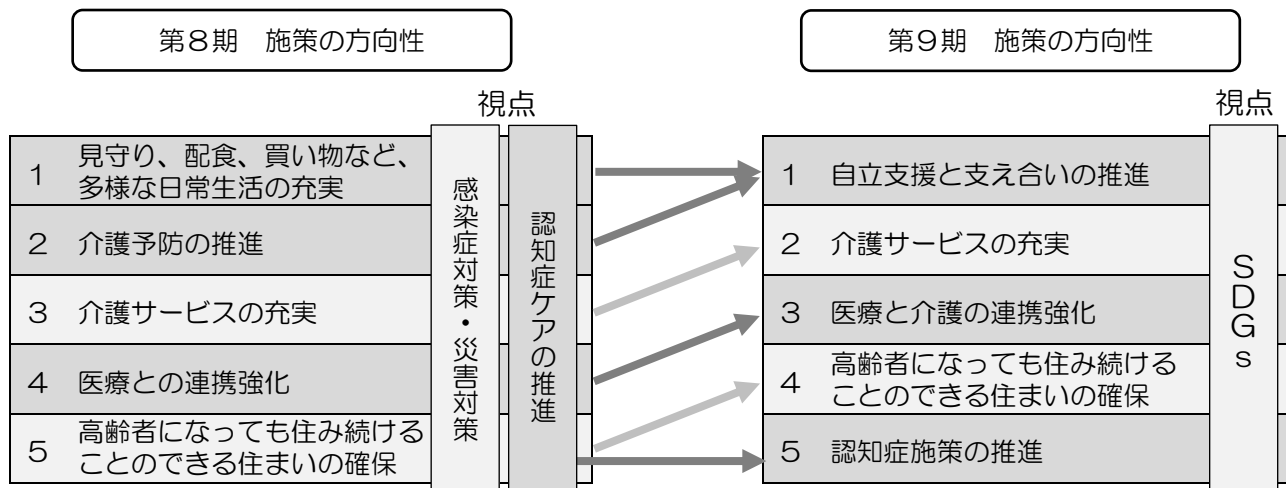 第８期　施策の方向性
視点
1　見守り、配食、買い物など、
多様な日常生活の充実
2　介護予防の推進
3　介護サービスの充実
4　医療との連携強化
5　高齢者になっても住み続ける
ことのできる住まいの確保
感染症対策・災害対策
認知症ケアの推進
第９期　施策の方向性
視点
1　自立支援と支え合いの推進
2　介護サービスの充実
3　医療と介護の連携強化
4　高齢者になっても住み続ける
ことのできる住まいの確保
5　認知症施策の推進
ＳＤＧｓ